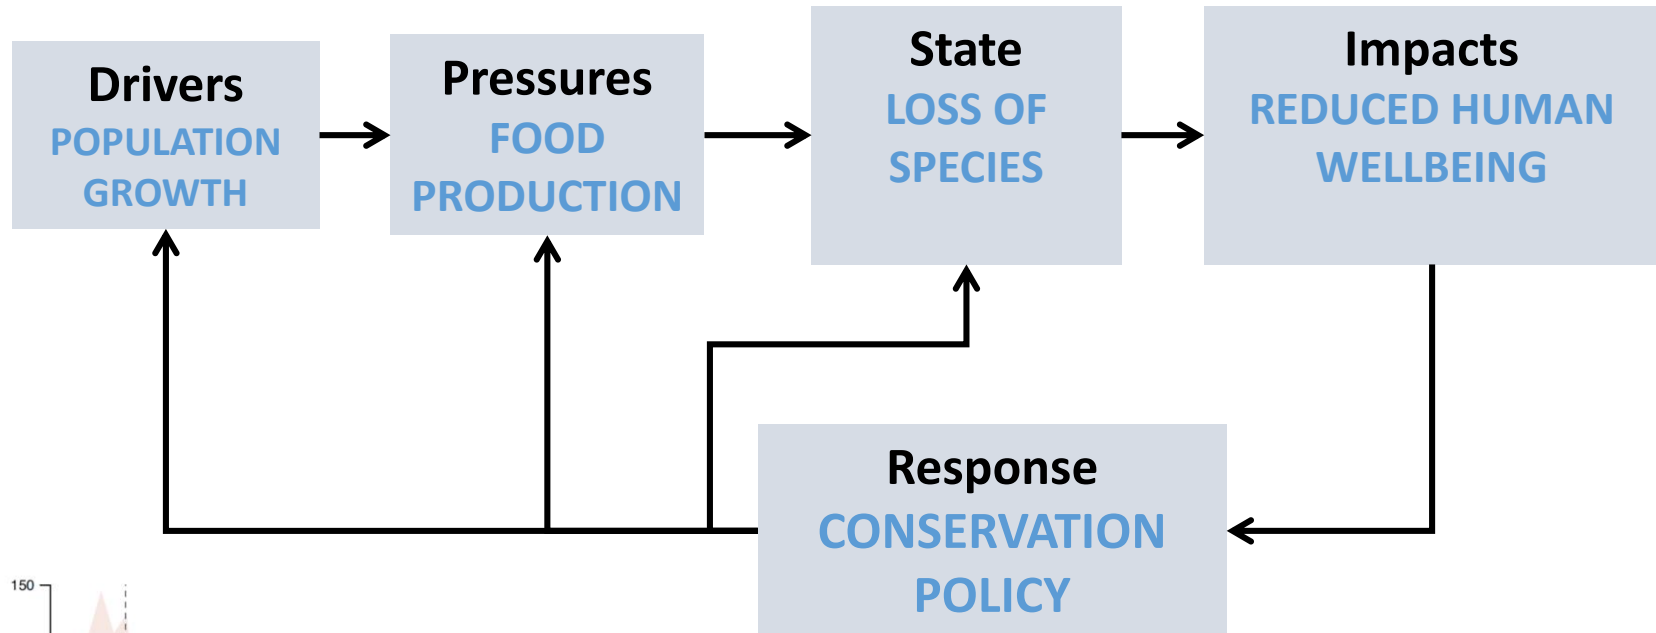 Drivers
POPULATION
GROWTH
Pressures
FOOD
PRODUCTION
State
LOSS OF
SPECIES
Impacts
REDUCED HUMAN
WELLBEING
Response
CONSERVATION
POLICY
150